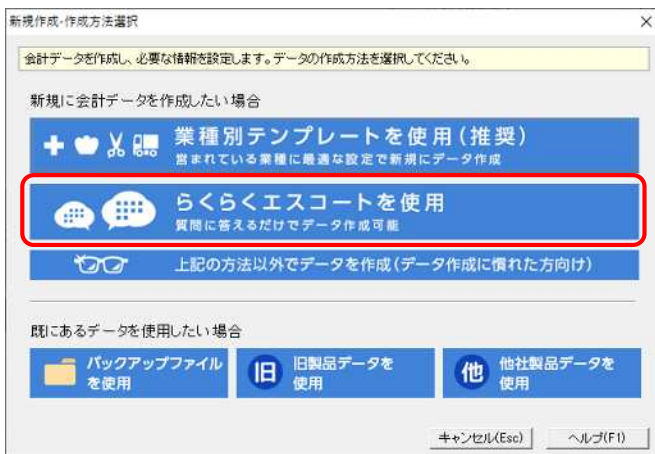 新規作成-作成方法選択
会計データを作成し、必要な情報を設定します。データの作成方法を選択してください。
新規に会計データを作成したい場合
業種別テンプレートを使用(推奨)
営まれている業種に最適な設定で新規にデータ作成
らくらくエスコートを使用
質問に答えるだけでデータ作成可能
上記の方法以外でデータを作成(データ作成に慣れた方向け)
既にあるデータを使用したい場合
バックアップファイル
を使用
旧
旧製品データを
使用
他
他社製品データを
使用
キャンセル(Esc)
ヘルプ(F1)